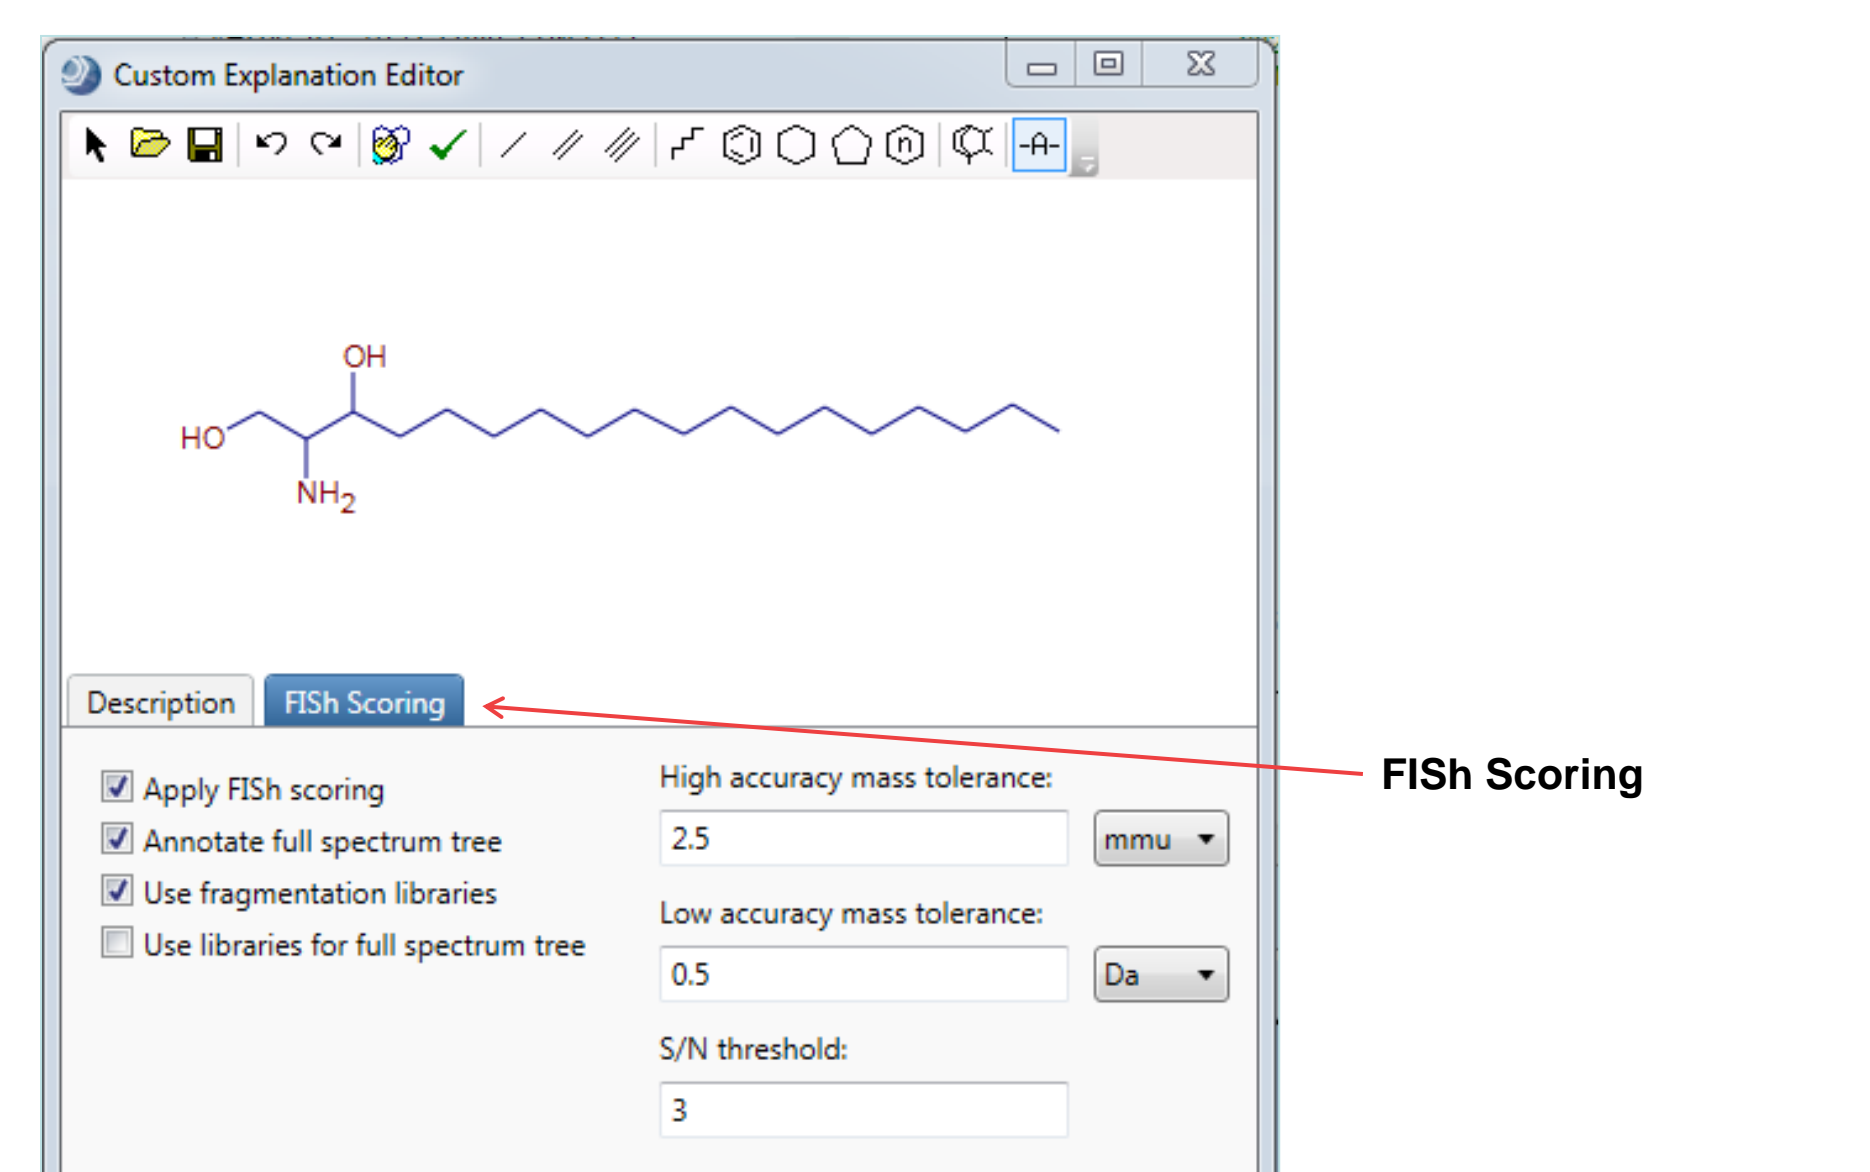 Custom Explanation Editor
n
-A-
OH
HO
NH2
Description
FISh Scoring
Apply FISh scoring
Annotate full spectrum tree
Use fragmentation libraries
Use libraries for full spectrum tree
High accuracy mass tolerance:
2.5
mmu
Low accuracy mass tolerance:
0.5
Da
S/N threshold:
3
FISh Scoring